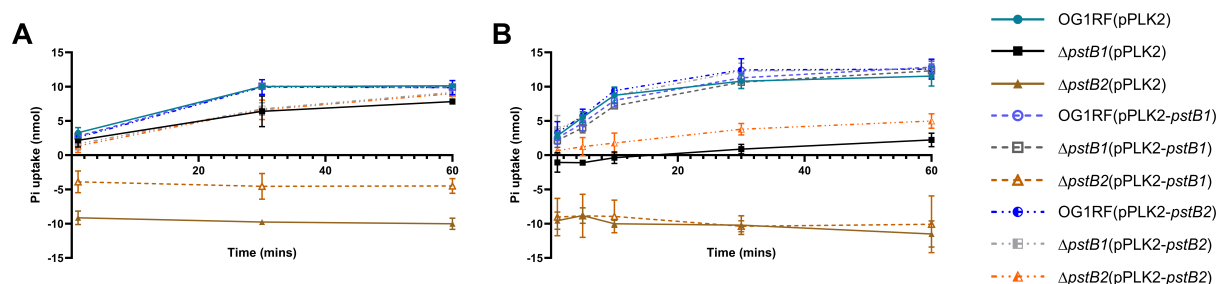 A
Pi uptake (nmol)
15
10
5
0
-5
-10
-15
20
40
60
Time (mins)
B
Pi uptake (nmol)
15
10
5
0
-5
-10
-15
20
40
60
Time (mins)
OG1RF(pPLK2)
ΔpstB1(pPLK2)
ΔpstB2(pPLK2)
OG1RF(pPLK2-pstB1)
ΔpstB1(pPLK2-pstB1)
ΔpstB2(pPLK2-pstB1)
OG1RF(pPLK2-pstB2)
ΔpstB1(pPLK2-pstB2)
ΔpstB2(pPLK2-pstB2)